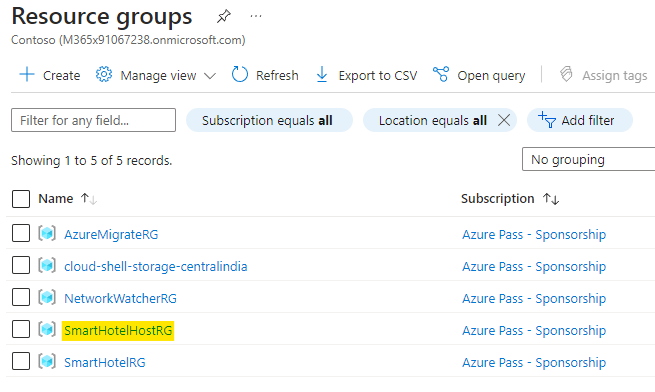 Resource groups ...
Contoso (M365x91067238.onmicrosoft.com)
+ Create Manage view Refresh Export to CSV Open query Assign tags
Filter for any field... Subscription equals all Location equals all Add filter
Showing 1 to 5 of 5 records.
No grouping
Name ↑↓ Subscription ↑↓
AzureMigrateRG Azure Pass - Sponsorship
cloud-shell-storage-centralindia Azure Pass - Sponsorship
NetworkWatcherRG Azure Pass - Sponsorship
SmartHotelHostRG Azure Pass - Sponsorship
SmartHotelRG Azure Pass - Sponsorship